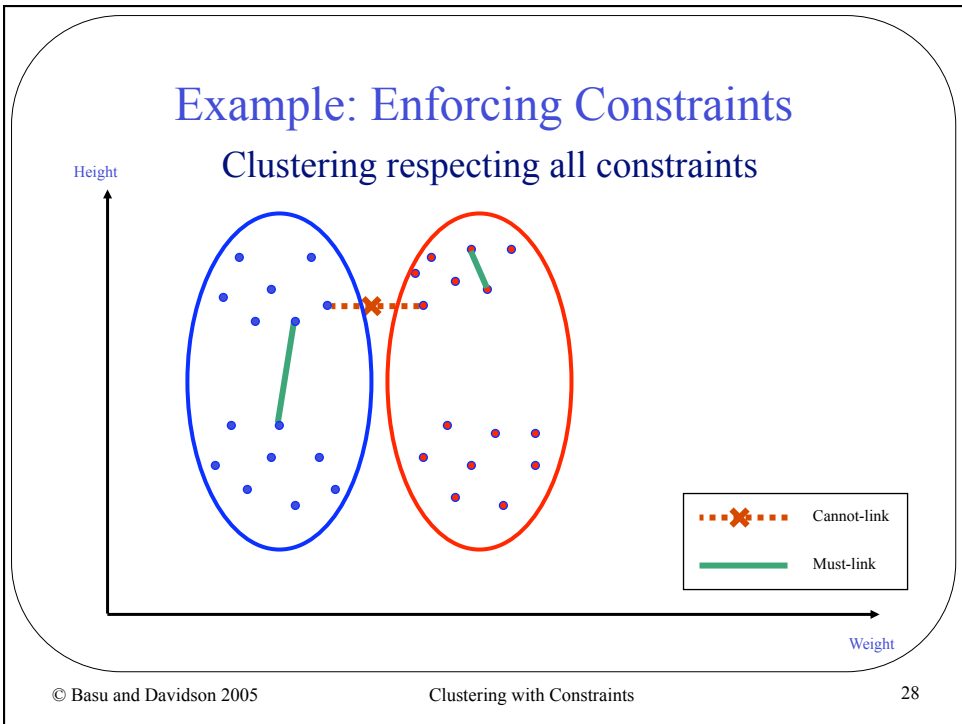 Example: Enforcing Constraints
Clustering respecting all constraints
Height
Cannot-link
Must-link
Weight
© Basu and Davidson 2005
Clustering with Constraints
28